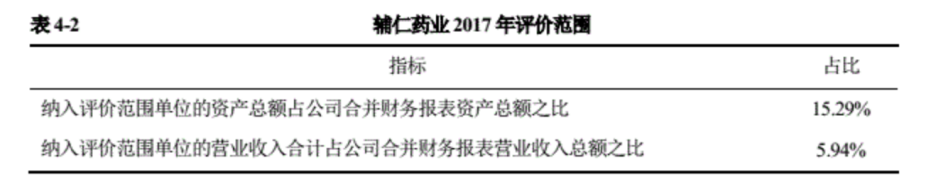 表 4-2 辅仁药业 2017 年评价范围
指标 占比
纳入评价范围单位的资产总额占公司合并财务报表资产总额之比 15.29%
纳入评价范围单位的营业收入合计占公司合并财务报表营业收入总额之比 5.94%